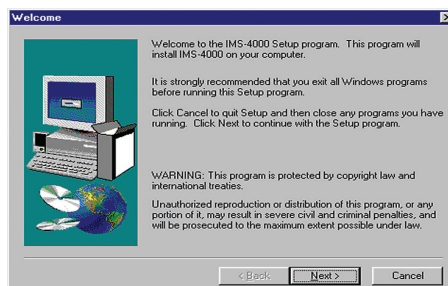 Welcome
Welcome to the IMS-4000 Setup program.  This program will
install IMS-4000 on your computer.
It is strongly recommended that you exit all Windows programs
before running this Setup program.
Click Cancel to quit Setup and then close any programs you have
running.  Click Next to continue with the Setup program.
WARNING: This program is protected by copyright law and
international treaties.
Unauthorized reproduction or distribution of this program, or any
portion of it, may result in severe civil and criminal penalties, and
will be prosecuted to the maximum extent possible under law.
< Back  Next >  Cancel